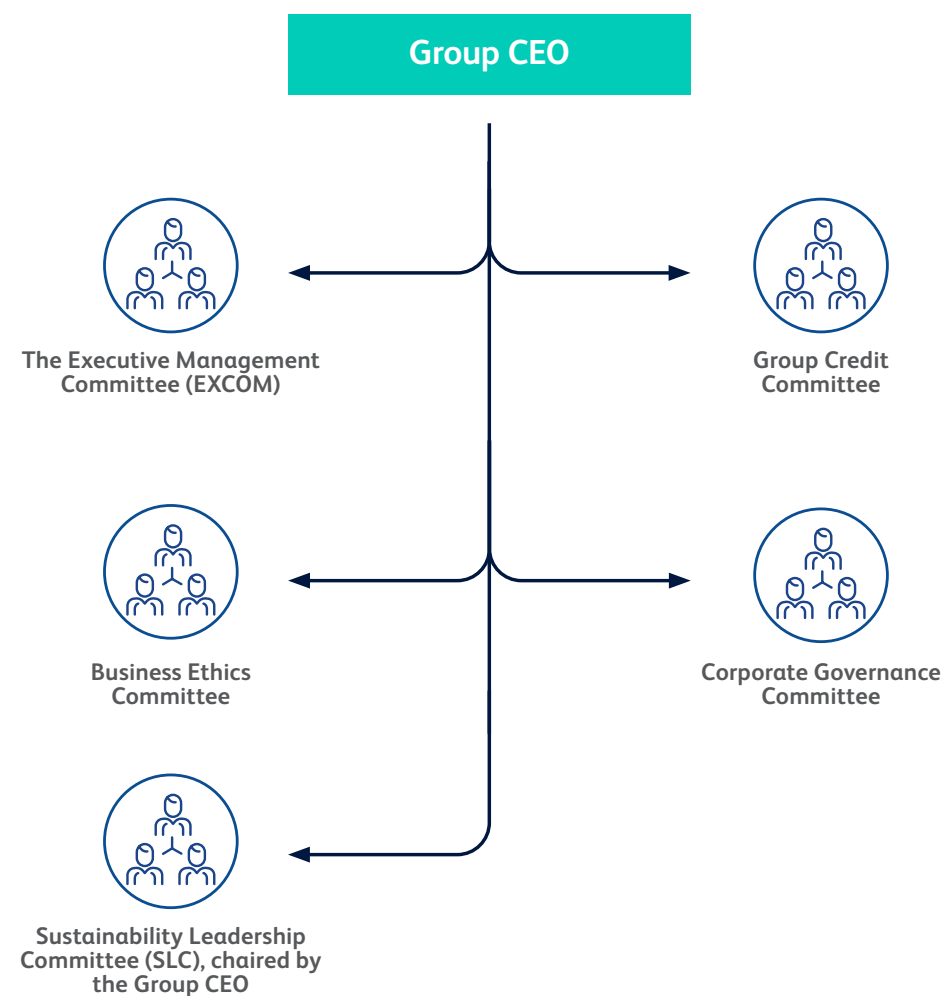 Group CEO
The Executive Management
Committee (EXCOM)
Group Credit
Committee
Business Ethics
Committee
Corporate Governance
Committee
Sustainability Leadership
Committee (SLC), chaired by
the Group CEO